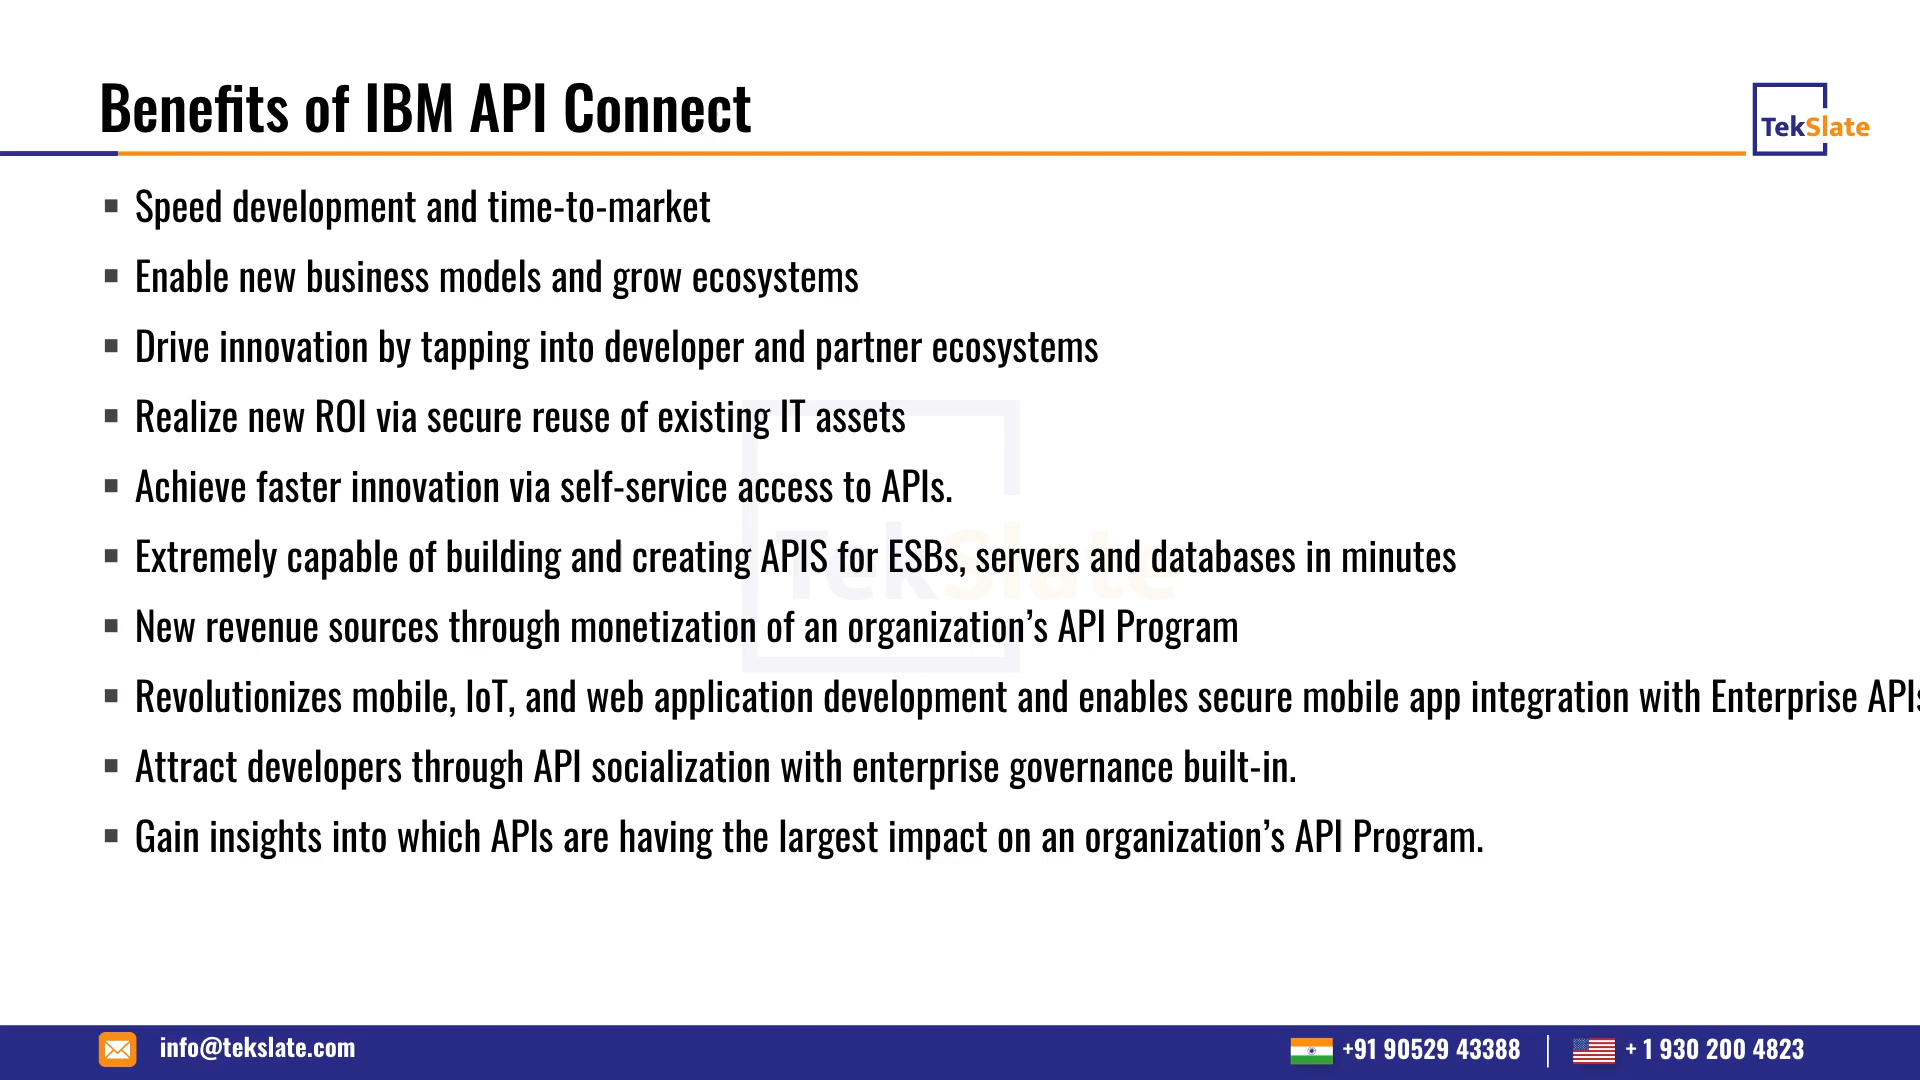 Benefits of IBM API Connect
TekSlate
▪ Speed development and time-to-market
▪ Enable new business models and grow ecosystems
▪ Drive innovation by tapping into developer and partner ecosystems
▪ Realize new ROI via secure reuse of existing IT assets
▪ Achieve faster innovation via self-service access to APIs.
▪ Extremely capable of building and creating APIS for ESBs, servers and databases in minutes
TekSlate
▪ New revenue sources through monetization of an organization’s API Program
▪ Revolutionizes mobile, IoT, and web application development and enables secure mobile app integration with Enterprise APIs
▪ Attract developers through API socialization with enterprise governance built-in.
▪ Gain insights into which APIs are having the largest impact on an organization’s API Program.
info@tekslate.com
+91 90529 43388
+ 1 930 200 4823